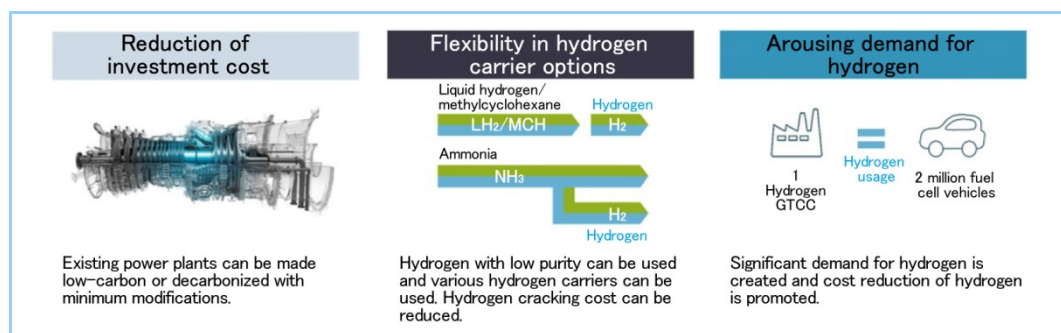 Reduction of
investment cost
Existing power plants can be made
low-carbon or decarbonized with
minimum modifications.
Flexibility in hydrogen
carrier options
Liquid hydrogen/
methylcyclohexane
Hydrogen
LH2/MCH
H2
Ammonia
NH3
H2
Hydrogen
Hydrogen with low purity can be used
and various hydrogen carriers can be
used. Hydrogen cracking cost can be
reduced.
Arousing demand for
hydrogen
1
Hydrogen
GTCC
Hydrogen
usage
2 million fuel
cell vehicles
Significant demand for hydrogen is
created and cost reduction of hydrogen
is promoted.